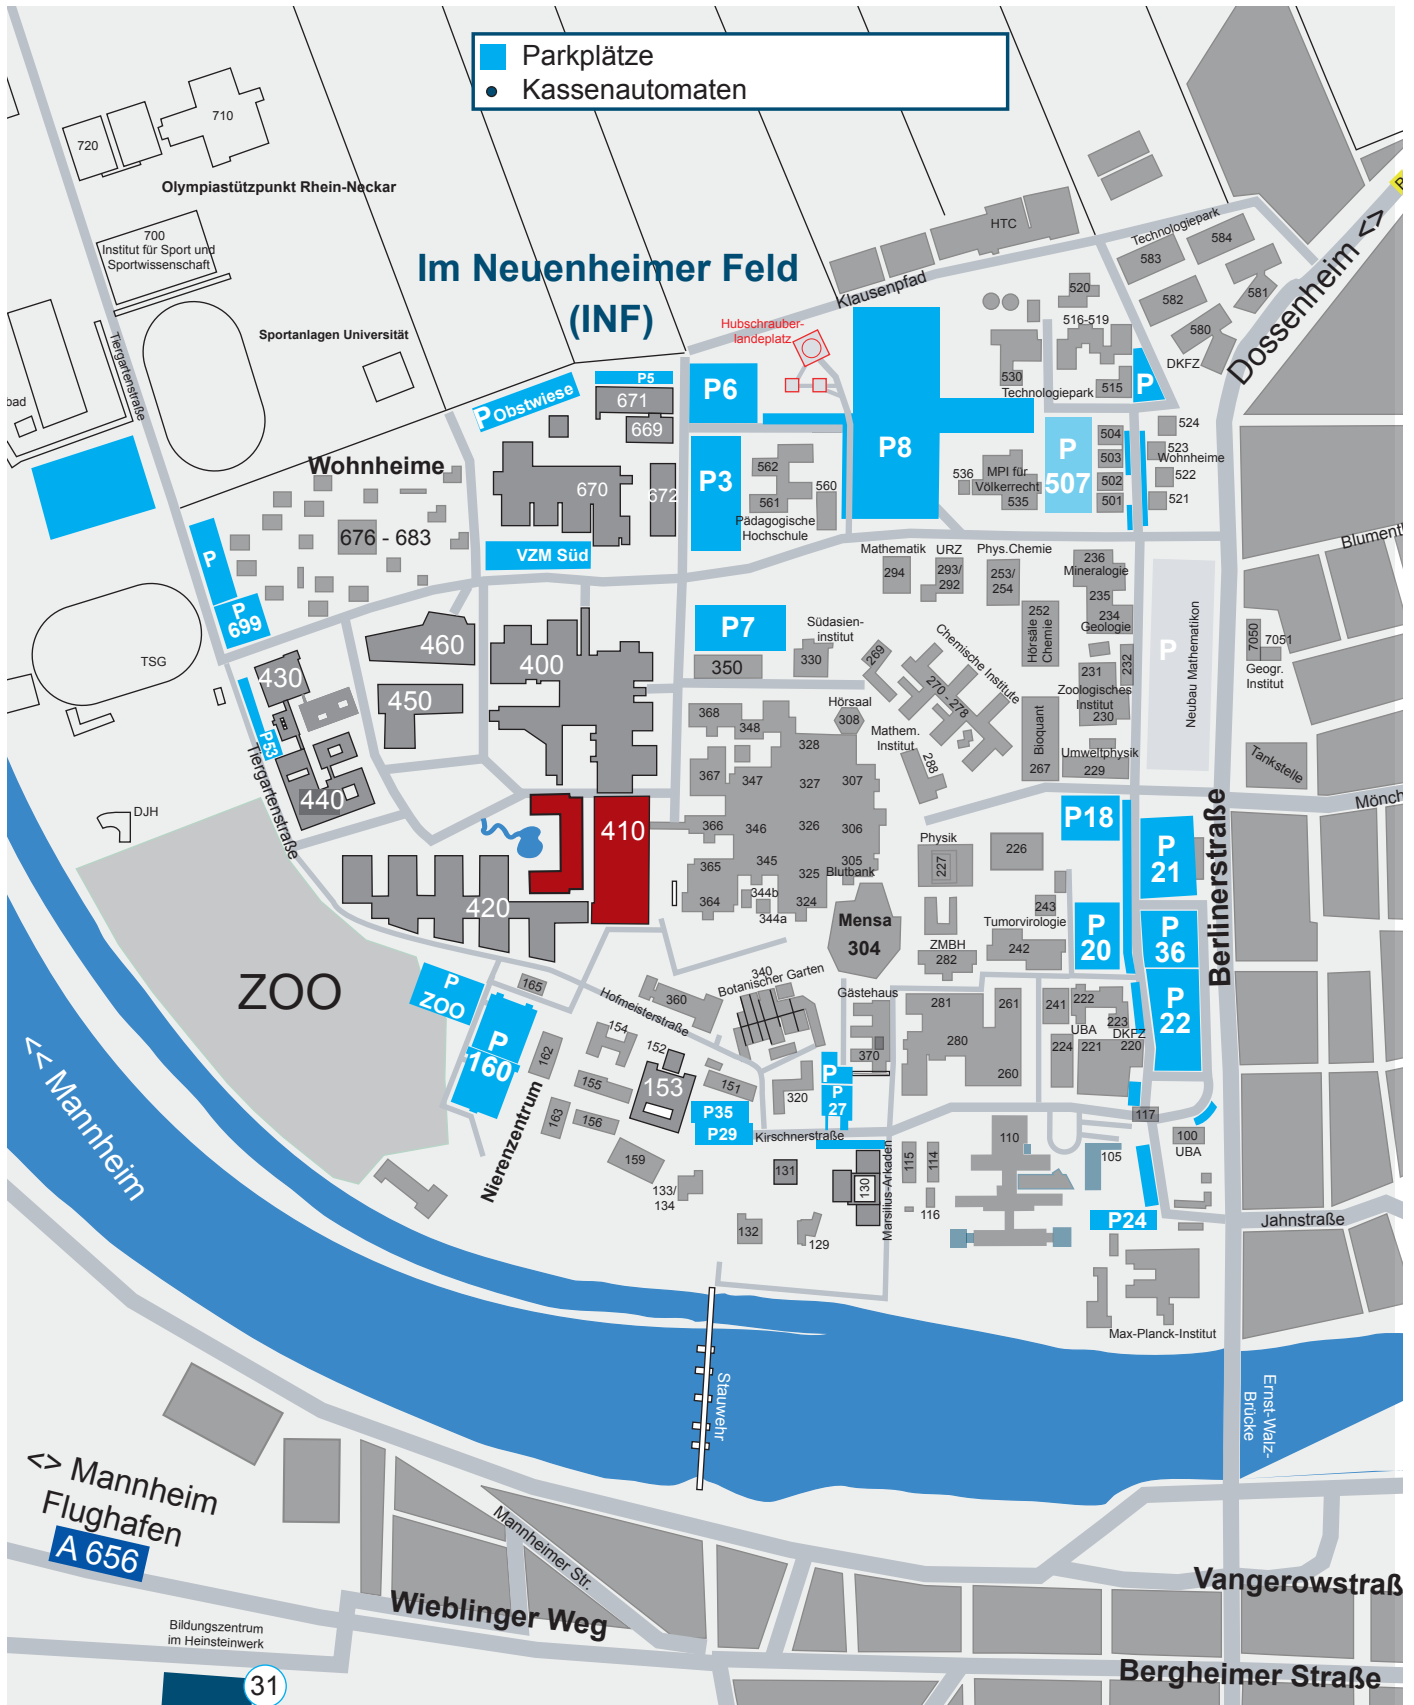 Parkplätze
Kassenautomaten
710
720
Olympiastützpunkt Rhein-Neckar
700
Institut für Sport und
Sportwissenschaft
Im Neuenheimer Feld
(INF)
Sportanlagen Universität
Tiergartenstraße
bad
HTC
Klausenpfad
Technologiepark
Dossenheim <>
584
583
582
581
580
DKFZ
520
516-519
530
515
Technologiepark
P
Hubschrauber-
landeplatz
P5
P Obstwiese
671
669
670
672
P6
P8
P3
P
507
504
503
502
501
524
523
Wohnheime
522
521
536
MPI für
Völkerrecht
535
562
561
560
Pädagogische
Hochschule
Wohnheime
676 - 683
VZM Süd
P
P
699
Blumenth
Mathematik
294
URZ
293/
292
Phys.Chemie
253/
254
236
Mineralogie
235
234
Geologie
252
Hörsäle
Chemie
Neubau Mathematikon
P
7050
7051
Geogr.
Institut
P7
350
Südasien-
institut
330
269
Chemische Institute
270 - 278
232
231
Zoologisches
Institut
230
TSG
430
460
400
450
P53
Hörsaal
308
368
348
328
Mathem.
Institut
288
Bioquant
267
Umweltphysik
229
Tankstelle
367
347
327
307
440
DJH
Tiergartenstraße
410
366
346
326
306
Mönch
P18
P
21
Berlinerstraße
Physik
227
226
365
345
325
305
Blutbank
364
344b
344a
324
420
Mensa
304
243
Tumorvirologie
242
ZMBH
282
P
20
P
36
P
22
ZOO
P
ZOO
165
P
160
162
163
Nierenzentrum
Hofmeisterstraße
360
340
Botanischer Garten
Gästehaus
370
281
280
261
260
241
222
UBA
223
DKFZ
224
221
220
154
152
153
155
156
151
320
P
P
27
P35
P29
Kirschnerstraße
159
133/
134
131
132
129
130
Marsilius-Arkaden
115
114
116
110
105
117
100
UBA
P24
Jahnstraße
Max-Planck-Institut
<< Mannheim
Stauwehr
Ernst-Walz-
Brücke
<> Mannheim
Flughafen
A 656
Mannheimer Str.
Wieblinger Weg
Vangerowstraß
Bergheimer Straße
Bildungszentrum
im Heinsteinwerk
31